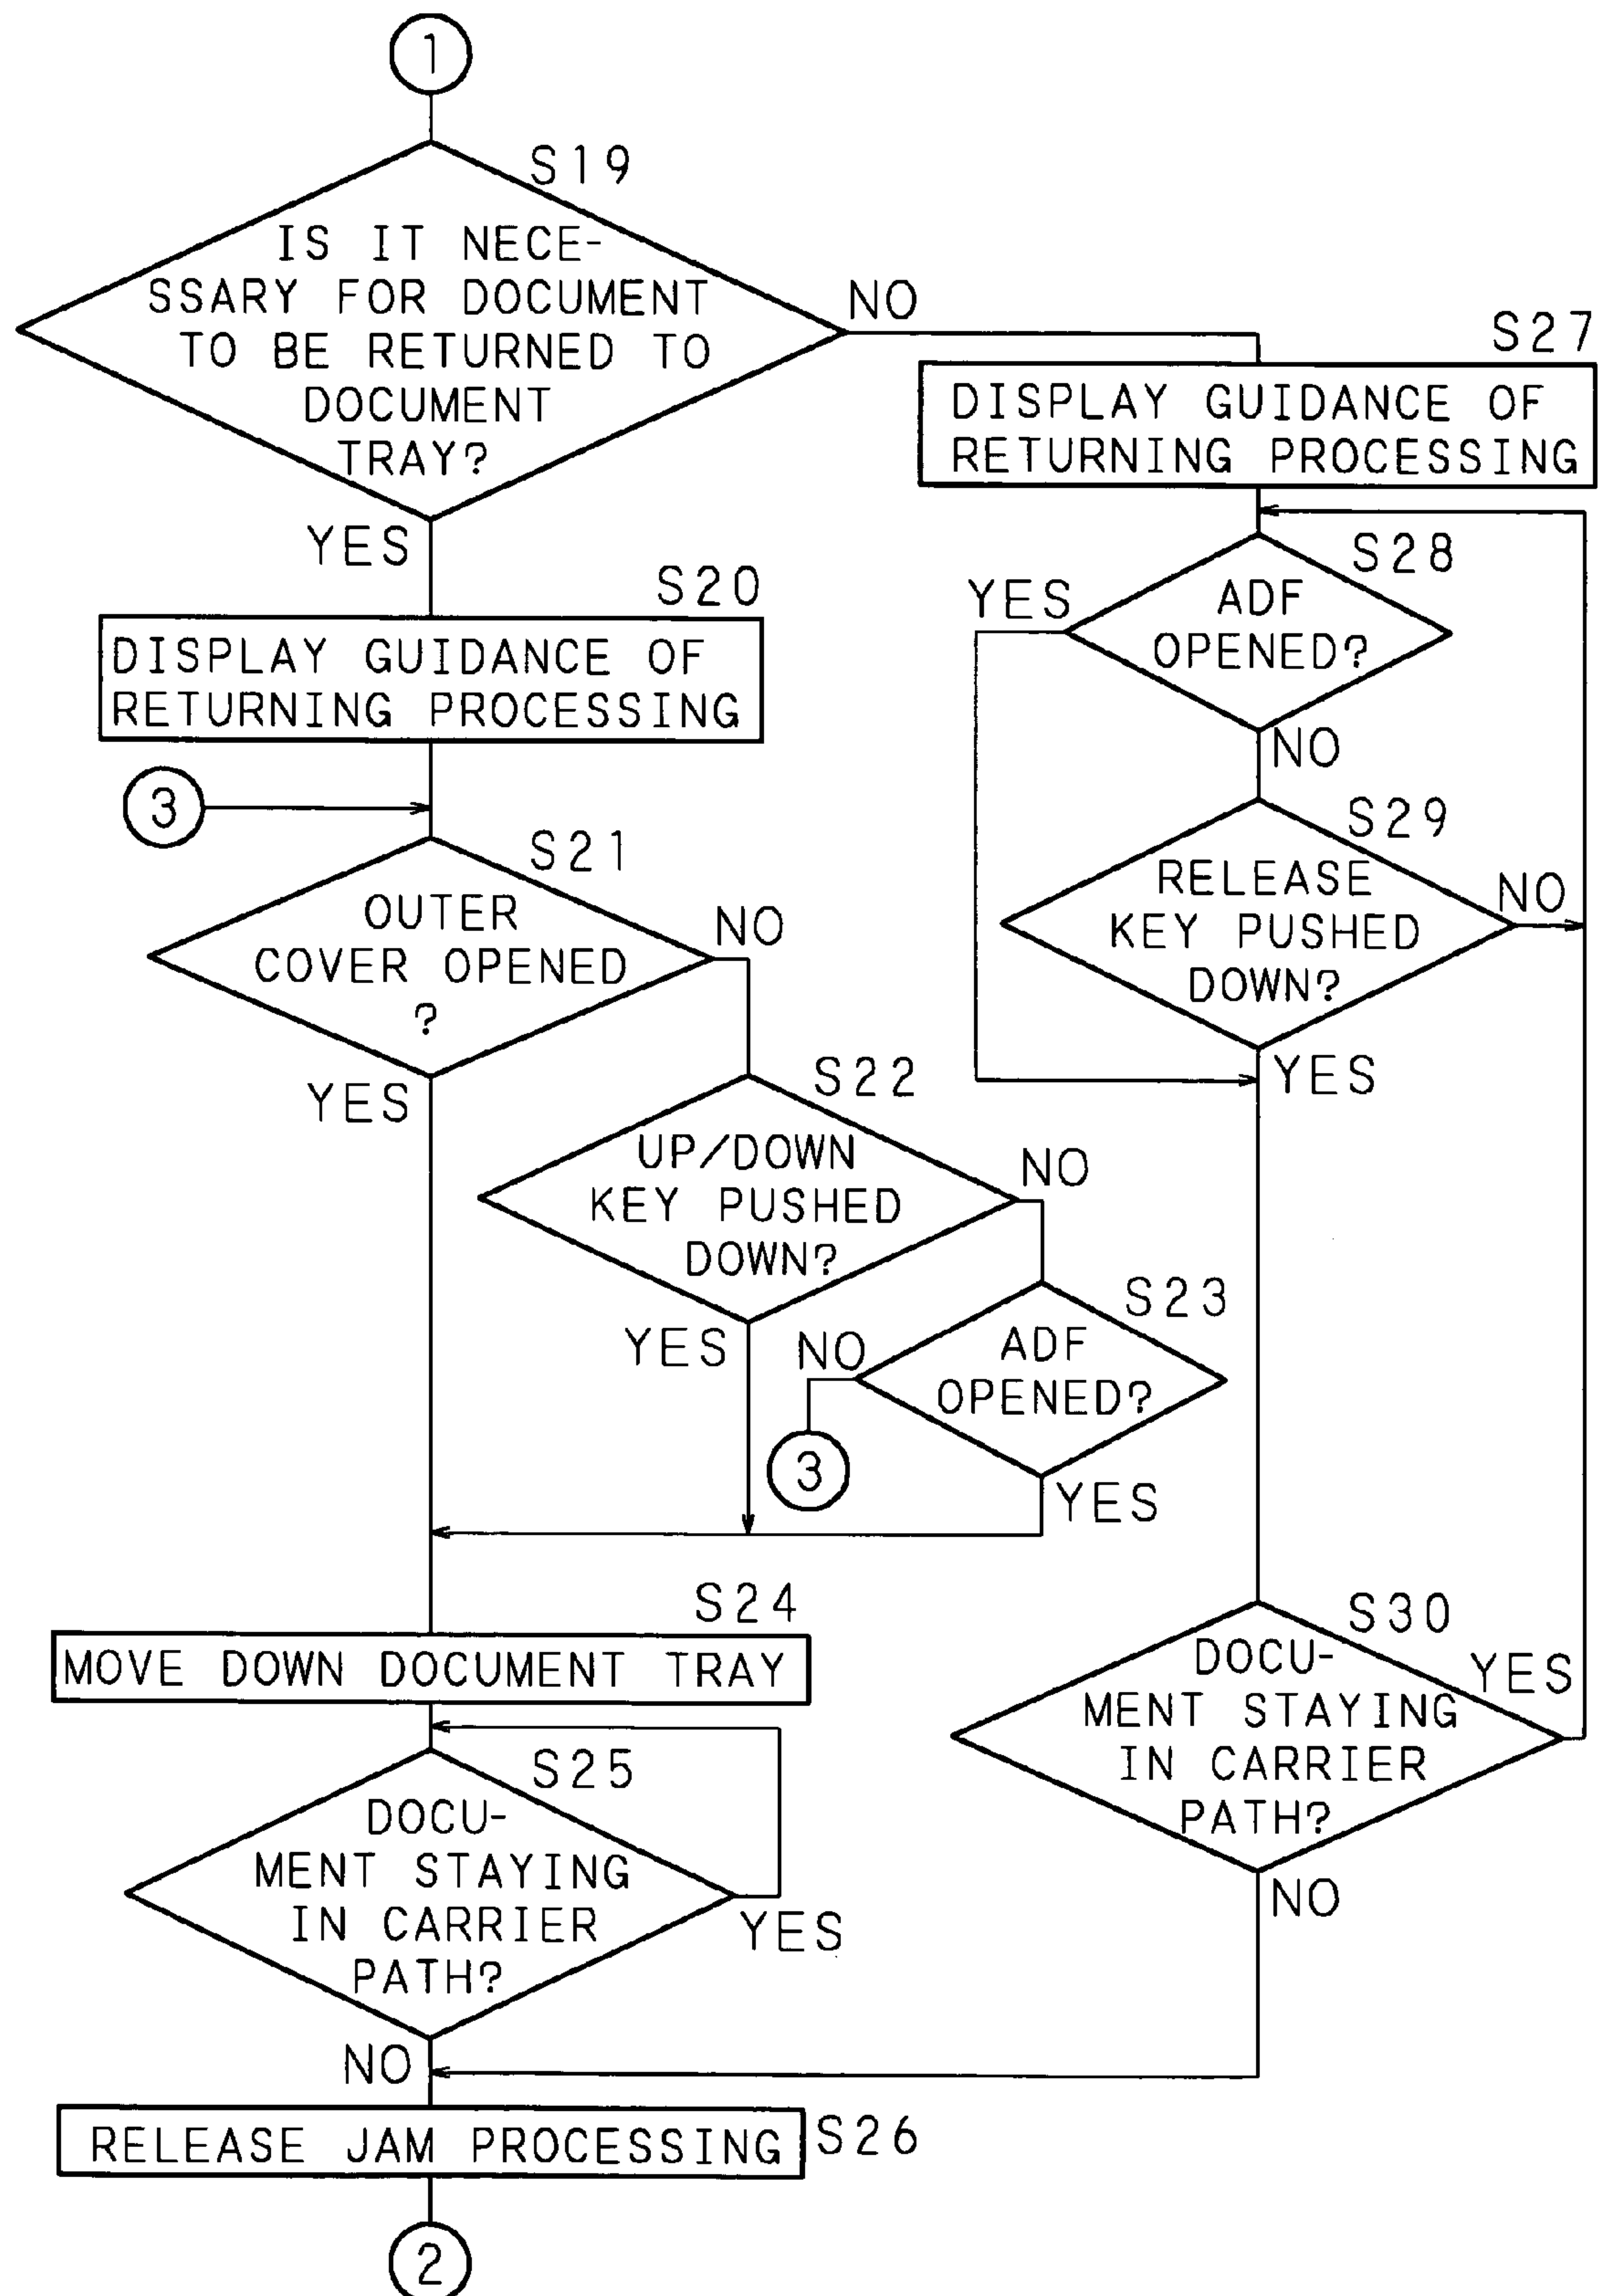 1
S19
IS IT NECE-
SSARY FOR DOCUMENT
TO BE RETURNED TO
DOCUMENT
TRAY?
NO
YES
S27
DISPLAY GUIDANCE OF
RETURNING PROCESSING
S20
DISPLAY GUIDANCE OF
RETURNING PROCESSING
S28
YES
ADF
OPENED?
NO
3
S21
OUTER
COVER OPENED
?
NO
YES
S29
RELEASE
KEY PUSHED
DOWN?
NO
YES
S22
UP/DOWN
KEY PUSHED
DOWN?
NO
YES
S23
NO
ADF
OPENED?
3
YES
S24
MOVE DOWN DOCUMENT TRAY
S30
DOCU-
MENT STAYING
IN CARRIER
PATH?
YES
NO
S25
DOCU-
MENT STAYING
IN CARRIER
PATH?
YES
NO
RELEASE JAM PROCESSING
S26
2